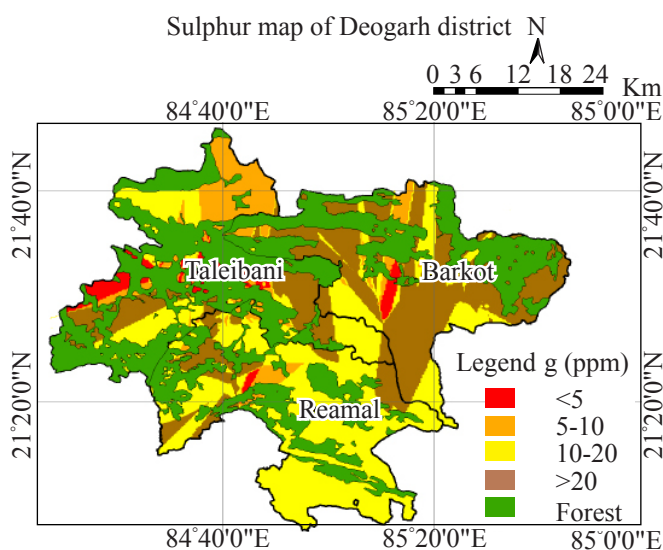 Sulphur map of Deogarh district N
0 3 6 12 18 24 Km
84°40'0"E 85°20'0"E 85°0'0"E
21°40'0"N 21°40'0"N
Taleibani Barkot
21°20'0"N 21°20'0"N
Reamal
Legend g (ppm)
<5
5-10
10-20
>20
Forest
84°40'0"E 85°20'0"E 85°0'0"E